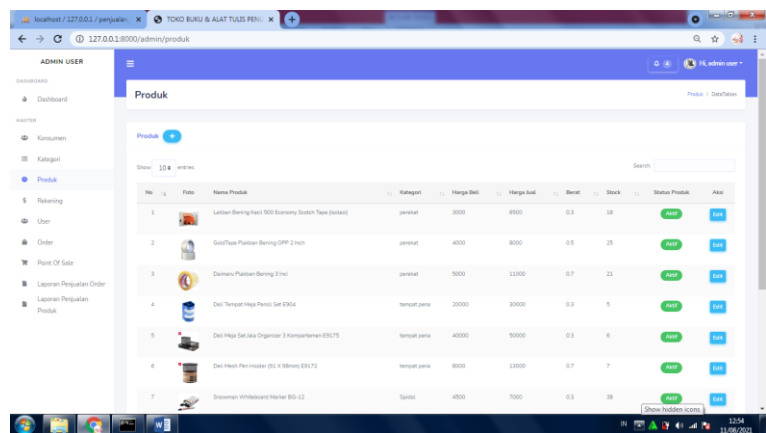 localhost / 127.0.0.1 / penjualan
TOKO BUKU & ALAT TULIS PENU
127.0.0.1:8000/admin/produk
ADMIN USER
Hi, admin user
DASHBOARD
Dashboard
MASTER
Konsumen
Kategori
Produk
Rekening
User
Order
Point Of Sale
Laporan Penjualan Order
Laporan Penjualan Produk
Produk
Produk / DataTables
Produk +
Show 10 entries
Search:
No Foto Nama Produk Kategori Harga Beli Harga Jual Berat Stock Status Produk Aksi
1 Lakban Bening Kecil 500 Economy Scotch Tape (Isolasi) perekat 3000 0.3 18 Aktif Edit
2 GoldTape Plakban Bening OPP 2 Inch perekat 4000 8000 0.5 25 Aktif Edit
3 Daimaru Plakban Bening 3 Inci perekat 5000 11000 0.7 21 Aktif Edit
4 Deli Tempat Meja Pensil Set E904 tempat pena 20000 30000 0.3 5 Aktif Edit
5 Deli Meja Set Jala Organizer 3 Kompartemen E9175 tempat pena 40000 50000 0.3 6 Aktif Edit
6 Deli Mesh Pen Holder (91 X 98mm) E9172 tempat pena 8000 13000 0.7 7 Aktif Edit
7 Snowman Whiteboard Marker BG-12 Spidol 4500 7000 0.3 38 Aktif Edit
Show hidden icons
IN
12:54
11/08/2021